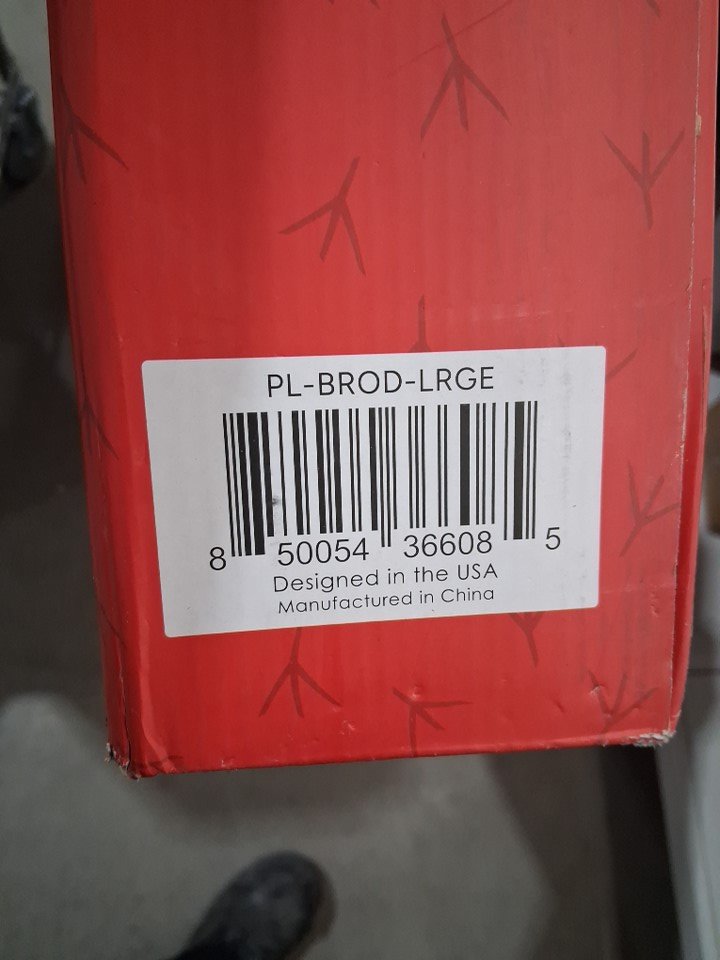 PL-BROD-LRGE
8 50054 36608 5
Designed in the USA
Manufactured in China